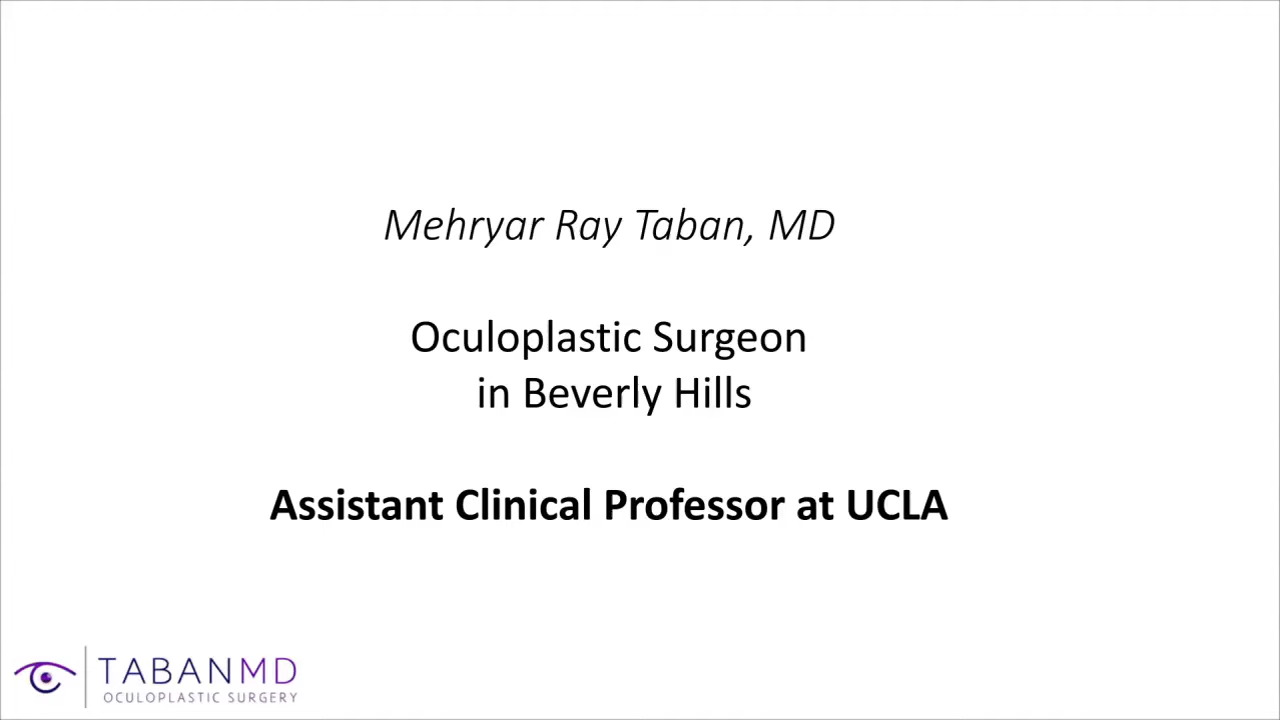 Mehryar Ray Taban, MD
Oculoplastic Surgeon
in Beverly Hills
Assistant Clinical Professor at UCLA
TABANMD
OCULOPLASTIC SURGERY